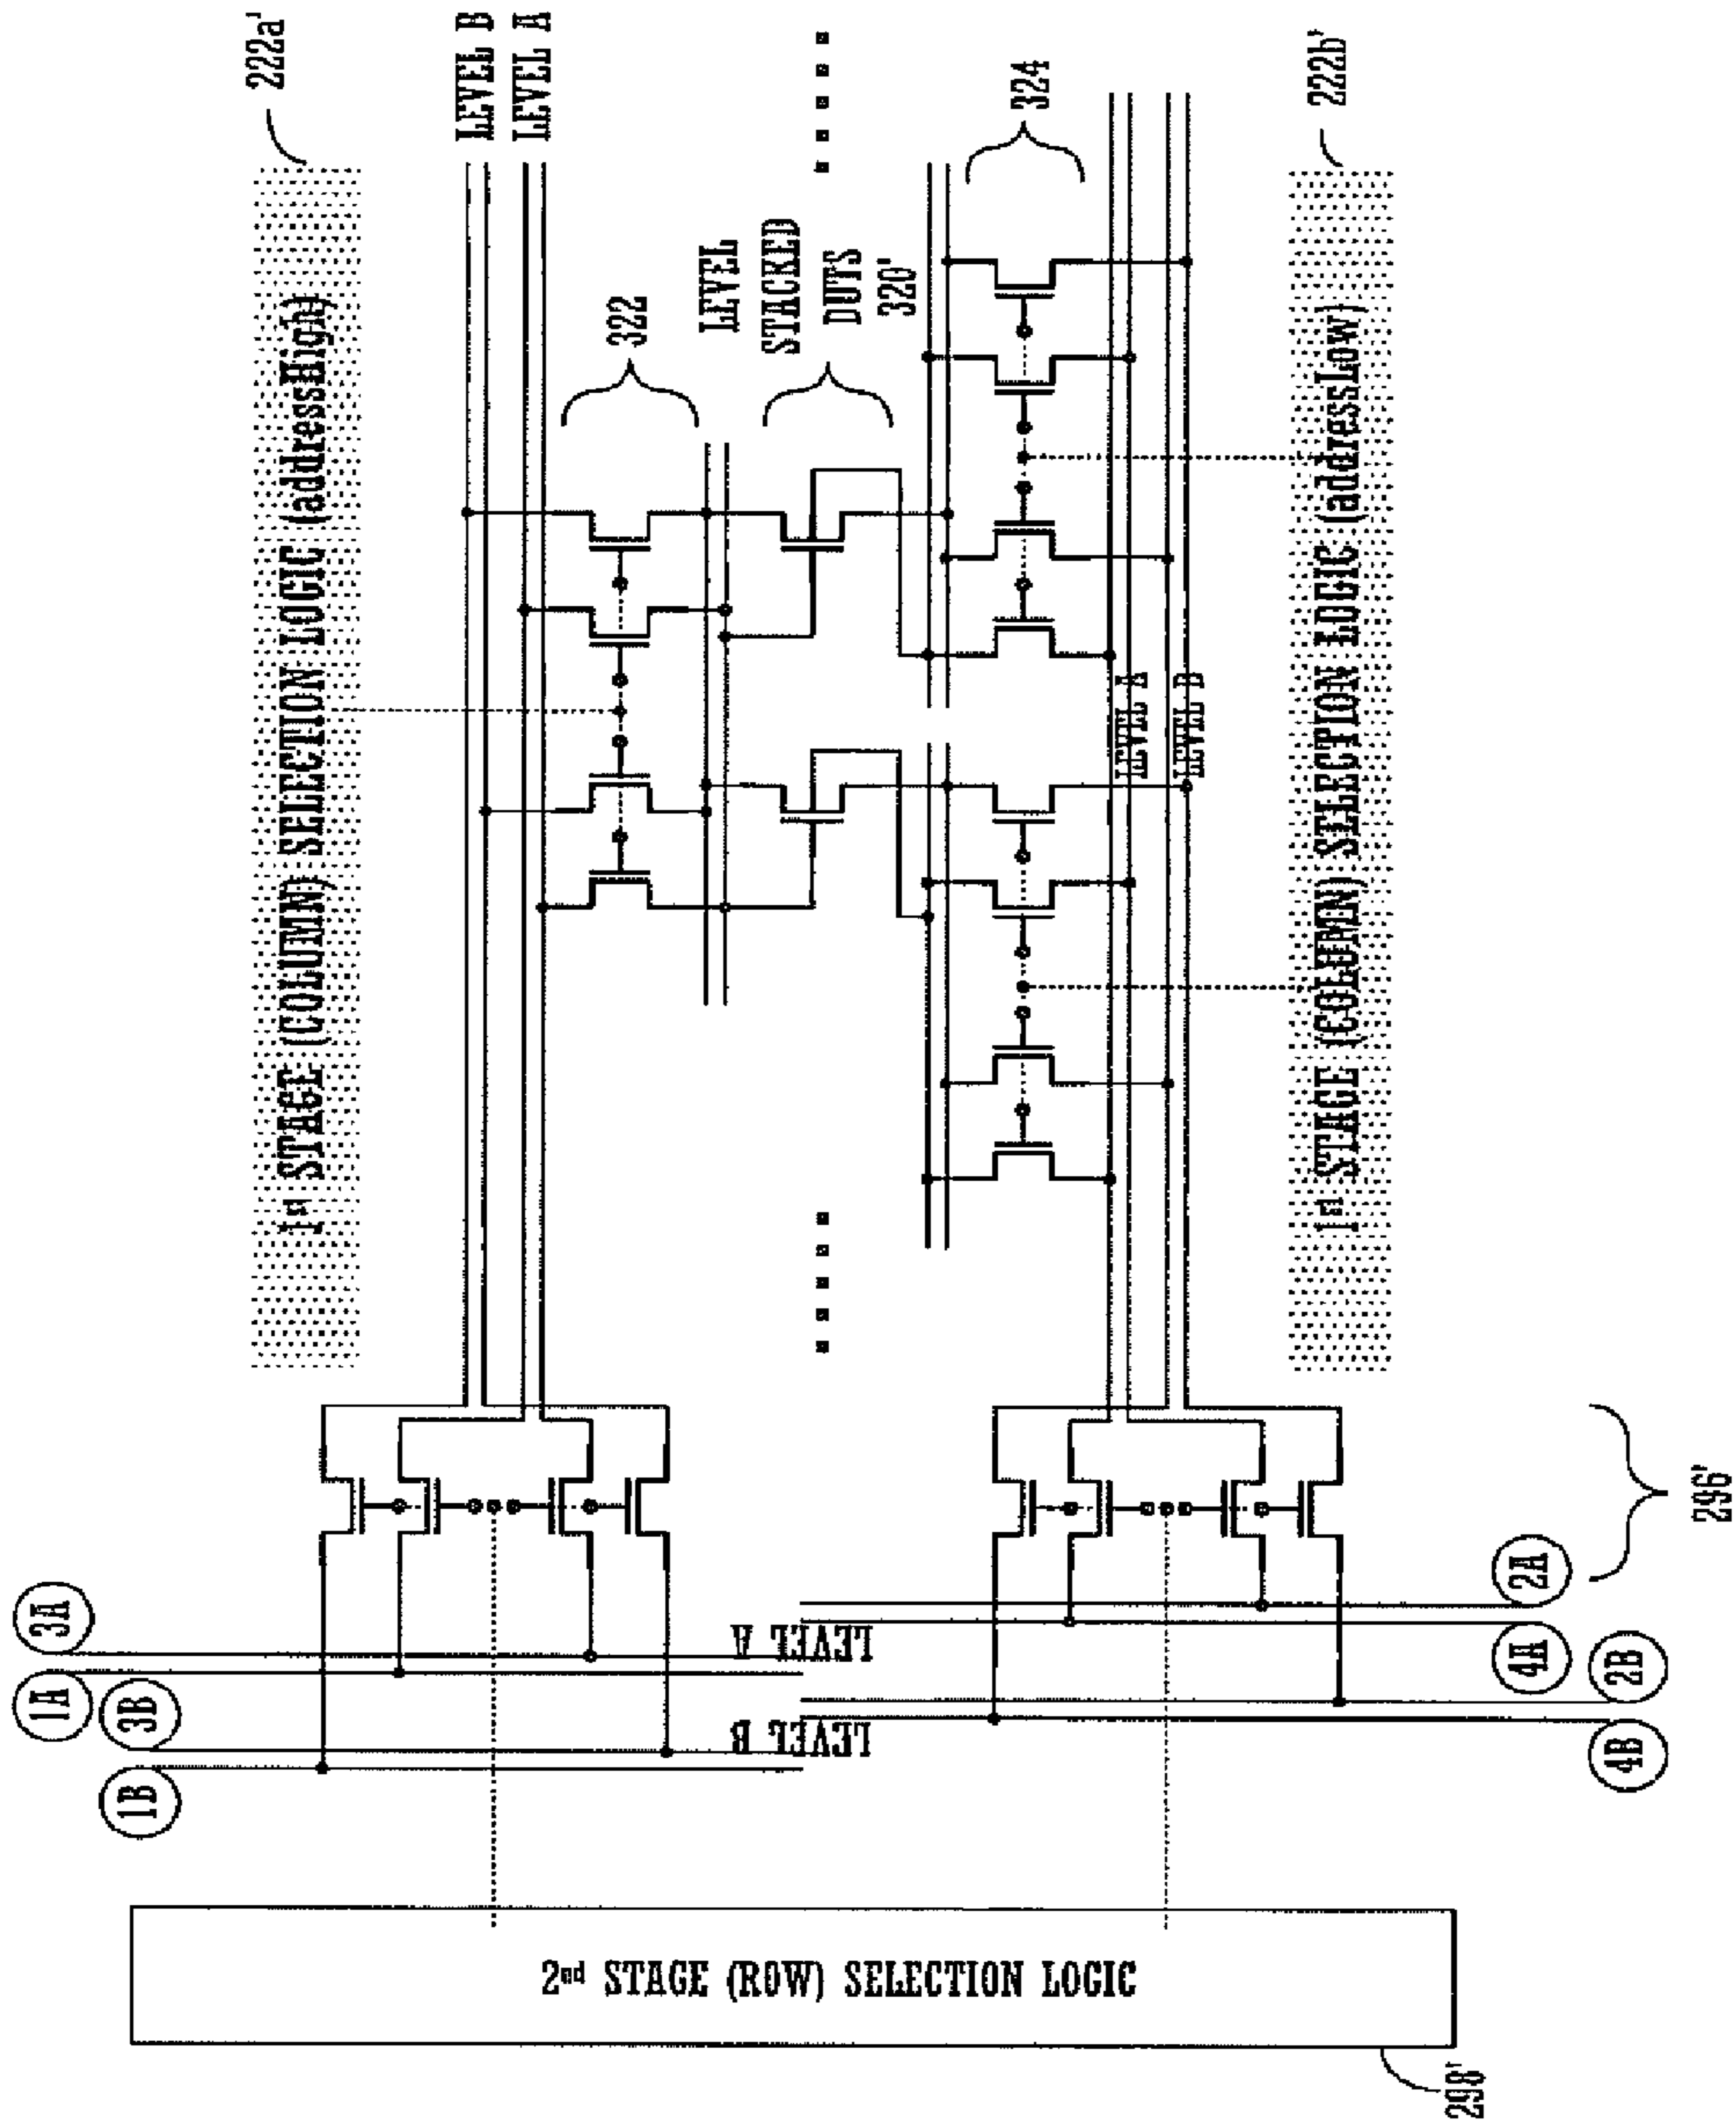 222a'
1st STAGE (COLUMN) SELECTION LOGIC (addressHigh)
LEVEL B
LEVEL A
322
LEVEL
STACKED
DUTS
320'
324
LEVEL A
LEVEL B
222b'
1st STAGE (COLUMN) SELECTION LOGIC (addressLow)
296'
3A
1A
3B
1B
LEVEL A
LEVEL B
2A
4A
2B
4B
2nd STAGE (ROW) SELECTION LOGIC
298'